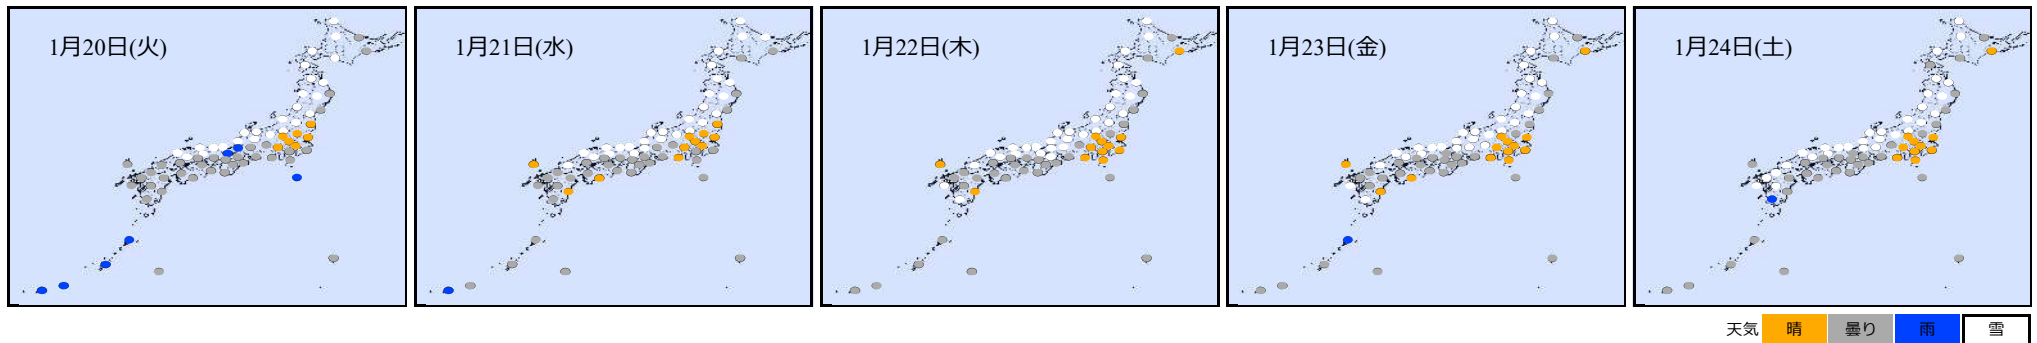 1月20日(火)
1月21日(水)
1月22日(木)
1月23日(金)
1月24日(土)
天気 晴 曇り 雨 雪